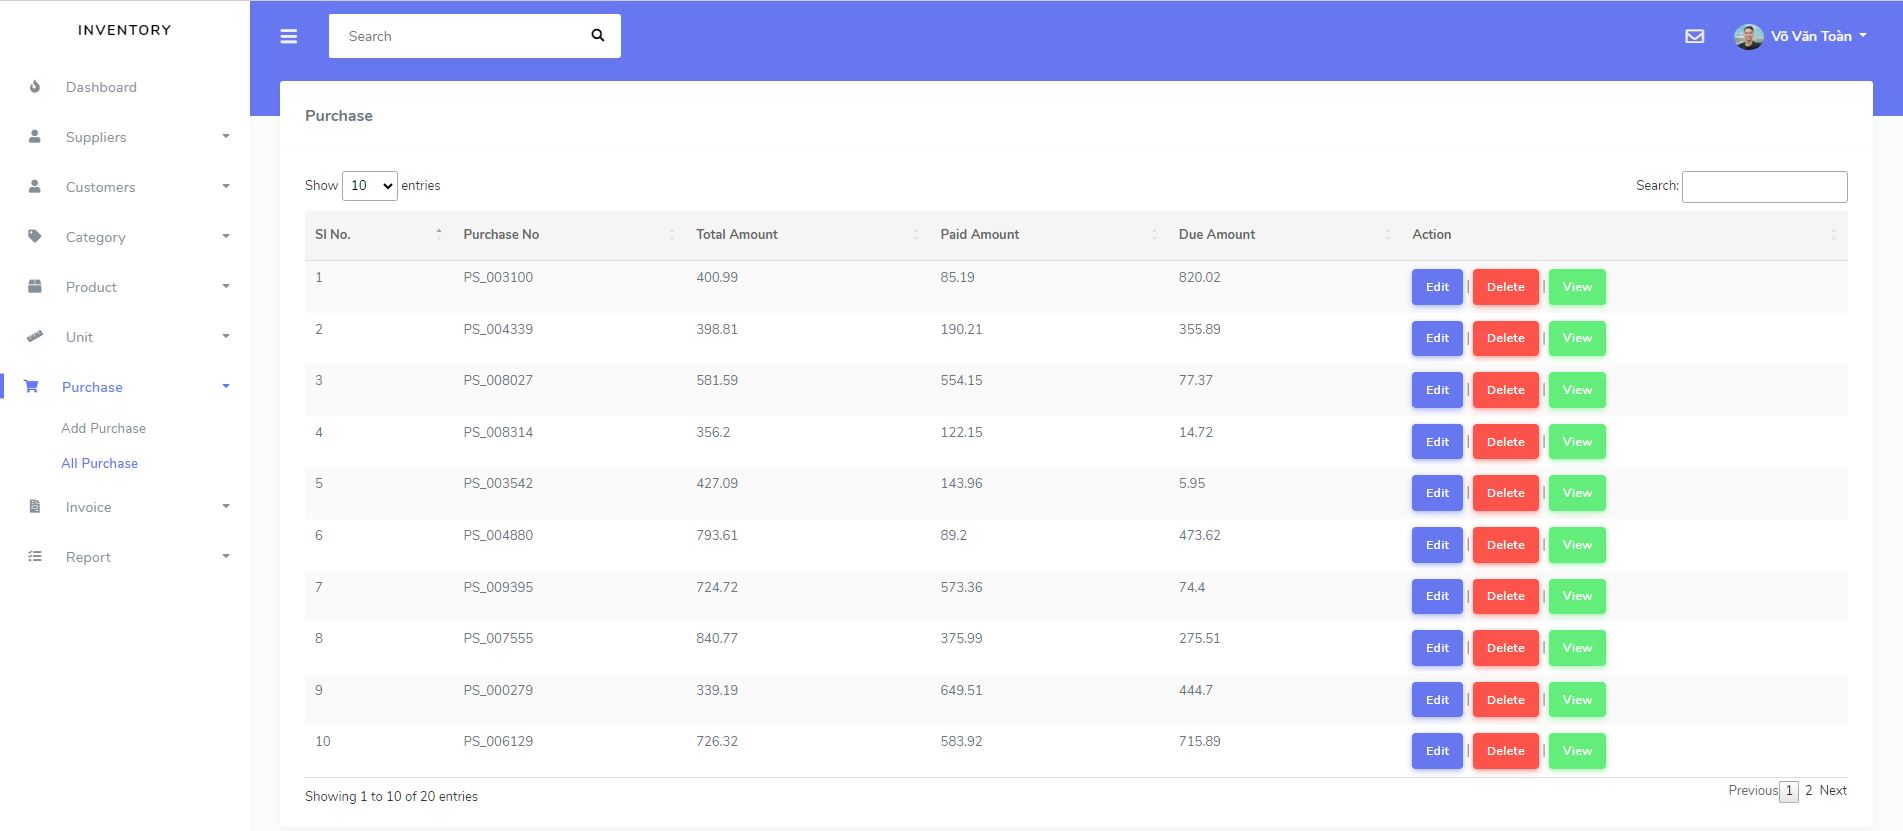 INVENTORY
Search
Võ Văn Toàn
Dashboard
Suppliers
Customers
Category
Product
Unit
Purchase
Add Purchase
All Purchase
Invoice
Report
Purchase
Show 10 entries
Search:
Sl No. Purchase No Total Amount Paid Amount Due Amount Action
1 PS_003100 400.99 85.19 820.02 Edit | Delete | View
2 PS_004339 398.81 190.21 355.89 Edit | Delete | View
3 PS_008027 581.59 554.15 77.37 Edit | Delete | View
4 PS_008314 356.2 122.15 14.72 Edit | Delete | View
5 PS_003542 427.09 143.96 5.95 Edit | Delete | View
6 PS_004880 793.61 89.2 473.62 Edit | Delete | View
7 PS_009395 724.72 573.36 74.4 Edit | Delete | View
8 PS_007555 840.77 375.99 275.51 Edit | Delete | View
9 PS_000279 339.19 649.51 444.7 Edit | Delete | View
10 PS_006129 726.32 583.92 715.89 Edit | Delete | View
Showing 1 to 10 of 20 entries
Previous 1 2 Next